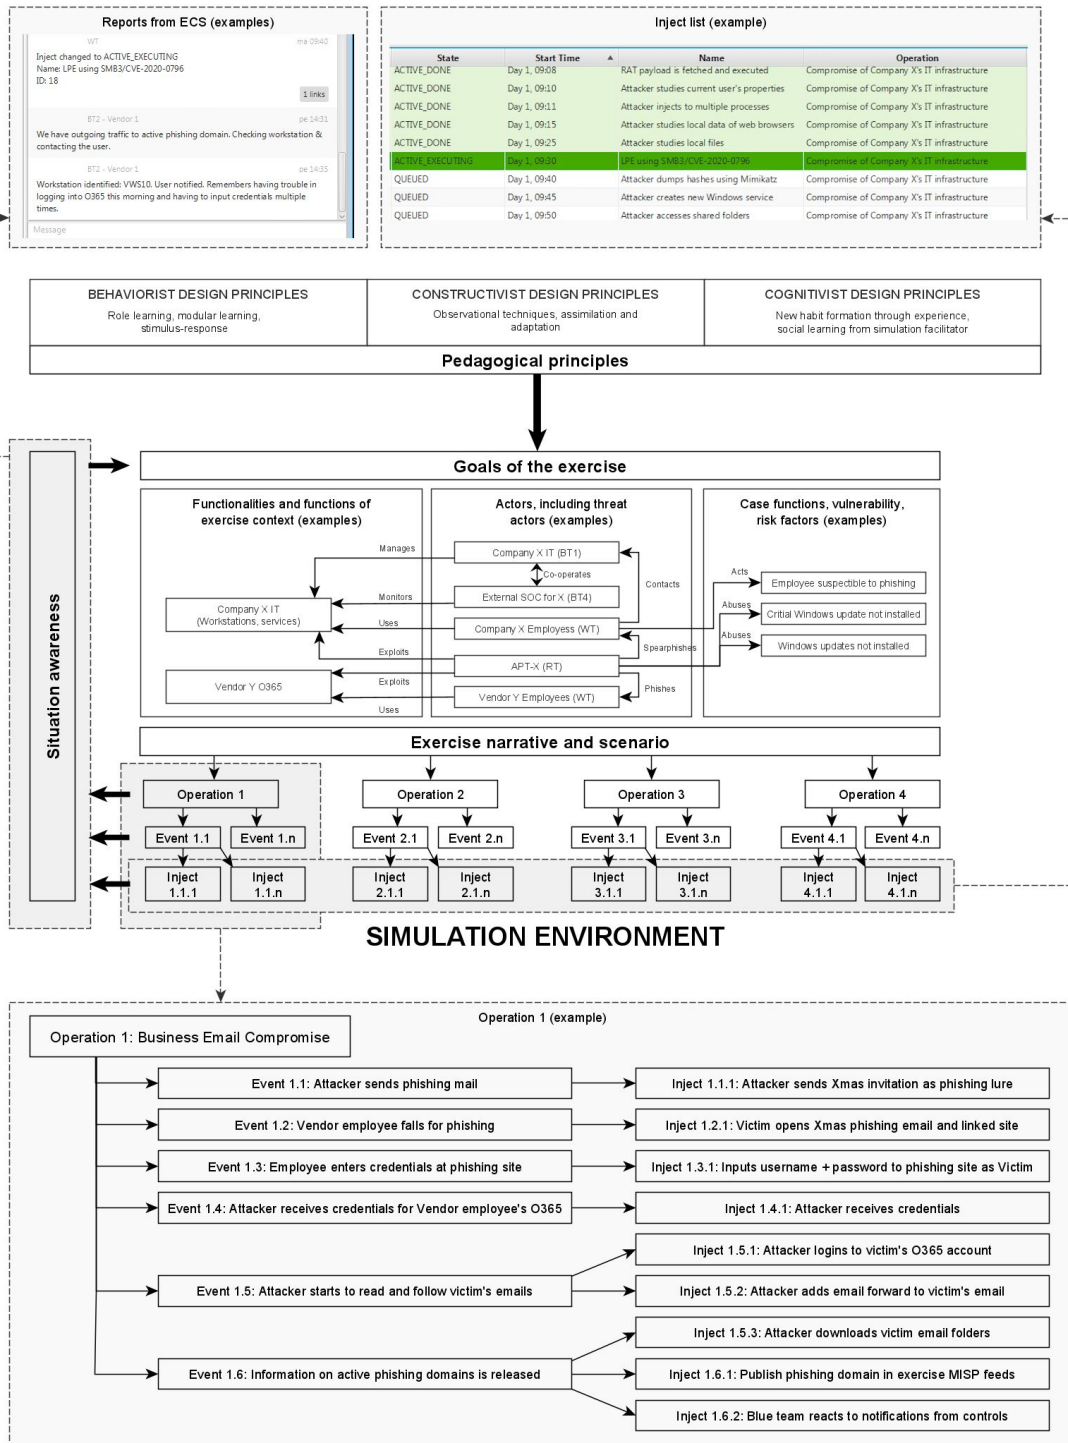 Reports from ECS (examples)
WT
ma 09:40
Inject changed to ACTIVE_EXECUTING
Name: LPE using SMB3/CVE-2020-0796
ID: 18
1 links
BT2 - Vendor 1
pe 14:31
We have outgoing traffic to active phishing domain. Checking workstation &
contacting the user.
BT2 - Vendor 1
pe 14:35
Workstation identified: VWS10. User notified. Remembers having trouble in
logging into O365 this morning and having to input credentials multiple
times.
Message
Inject list (example)
State Start Time Name Operation
ACTIVE_DONE Day 1, 09:08 RAT payload is fetched and executed Compromise of Company X's IT infrastructure
ACTIVE_DONE Day 1, 09:10 Attacker studies current user's properties Compromise of Company X's IT infrastructure
ACTIVE_DONE Day 1, 09:11 Attacker injects to multiple processes Compromise of Company X's IT infrastructure
ACTIVE_DONE Day 1, 09:15 Attacker studies local data of web browsers Compromise of Company X's IT infrastructure
ACTIVE_DONE Day 1, 09:25 Attacker studies local files Compromise of Company X's IT infrastructure
ACTIVE_EXECUTING Day 1, 09:30 LPE using SMB3/CVE-2020-0796 Compromise of Company X's IT infrastructure
QUEUED Day 1, 09:40 Attacker dumps hashes using Mimikatz Compromise of Company X's IT infrastructure
QUEUED Day 1, 09:45 Attacker creates new Windows service Compromise of Company X's IT infrastructure
QUEUED Day 1, 09:50 Attacker accesses shared folders Compromise of Company X's IT infrastructure
BEHAVIORIST DESIGN PRINCIPLES
Role learning, modular learning,
stimulus-response
CONSTRUCTIVIST DESIGN PRINCIPLES
Observational techniques, assimilation and
adaptation
COGNITIVIST DESIGN PRINCIPLES
New habit formation through experience,
social learning from simulation facilitator
Pedagogical principles
Situation awareness
Goals of the exercise
Functionalities and functions of
exercise context (examples)
Actors, including threat
actors (examples)
Case functions, vulnerability,
risk factors (examples)
Manages
Company X IT (BT1)
Co-operates
Contacts
Acts
Employee suspectible to phishing
Company X IT
(Workstations, services)
Monitors
External SOC for X (BT4)
Abuses
Critial Windows update not installed
Uses
Company X Employess (WT)
Abuses
Windows updates not installed
Spearphishes
Exploits
APT-X (RT)
Vendor Y O365
Exploits
Phishes
Vendor Y Employees (WT)
Uses
Exercise narrative and scenario
Operation 1
Operation 2
Operation 3
Operation 4
Event 1.1
Event 1.n
Event 2.1
Event 2.n
Event 3.1
Event 3.n
Event 4.1
Event 4.n
Inject
1.1.1
Inject
1.1.n
Inject
2.1.1
Inject
2.1.n
Inject
3.1.1
Inject
3.1.n
Inject
4.1.1
Inject
4.1.n
SIMULATION ENVIRONMENT
Operation 1 (example)
Operation 1: Business Email Compromise
Event 1.1: Attacker sends phishing mail
Inject 1.1.1: Attacker sends Xmas invitation as phishing lure
Event 1.2: Vendor employee falls for phishing
Inject 1.2.1: Victim opens Xmas phishing email and linked site
Event 1.3: Employee enters credentials at phishing site
Inject 1.3.1: Inputs username + password to phishing site as Victim
Event 1.4: Attacker receives credentials for Vendor employee's O365
Inject 1.4.1: Attacker receives credentials
Inject 1.5.1: Attacker logins to victim's O365 account
Event 1.5: Attacker starts to read and follow victim's emails
Inject 1.5.2: Attacker adds email forward to victim's email
Inject 1.5.3: Attacker downloads victim email folders
Event 1.6: Information on active phishing domains is released
Inject 1.6.1: Publish phishing domain in exercise MISP feeds
Inject 1.6.2: Blue team reacts to notifications from controls